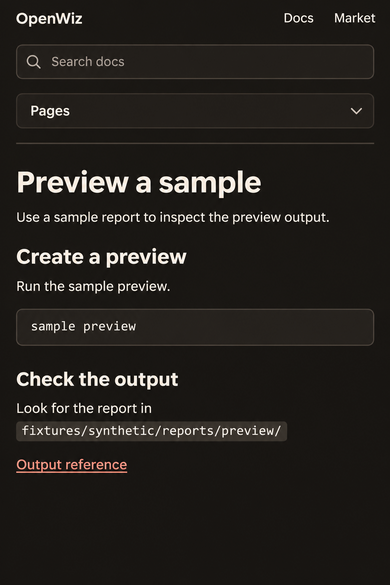 OpenWiz
Docs
Market
Search docs
Pages
Preview a sample
Use a sample report to inspect the preview output.
Create a preview
Run the sample preview.
sample preview
Check the output
Look for the report in
fixtures/synthetic/reports/preview/
Output reference